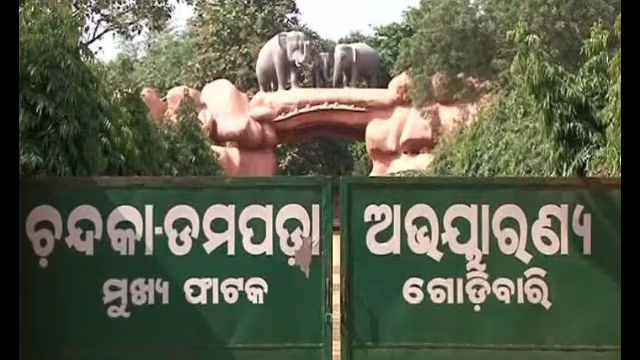 ଚନ୍ଦକା-ଡମପଡ଼ା ଅଭୟାରଣ୍ୟ
ମୁଖ୍ୟ ଫାଟକ ଗୋଡ଼ିବାରି